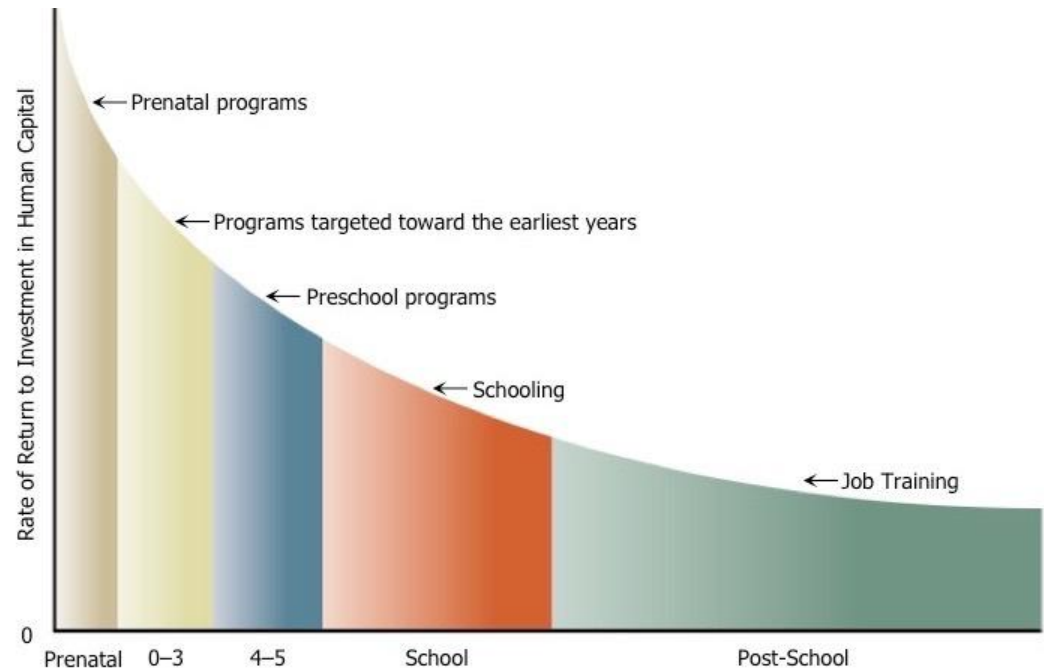 Rate of Return to Investment in Human Capital
Prenatal programs
Programs targeted toward the earliest years
Preschool programs
Schooling
Job Training
0
Prenatal 0–3 4–5 School Post-School